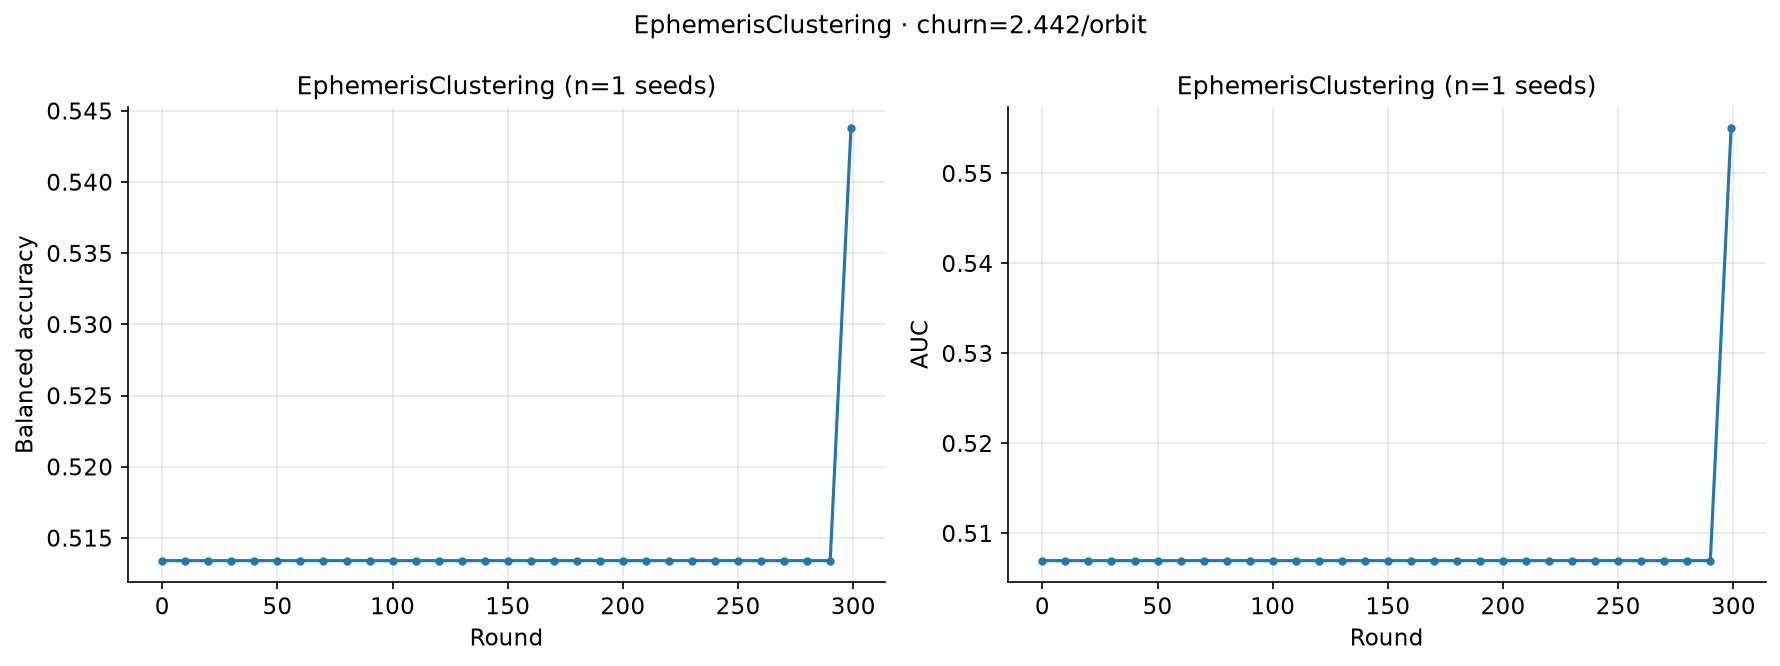 EphemerisClustering · churn=2.442/orbit
EphemerisClustering (n=1 seeds)
Balanced accuracy
0.545
0.540
0.535
0.530
0.525
0.520
0.515
0 50 100 150 200 250 300
Round
EphemerisClustering (n=1 seeds)
AUC
0.55
0.54
0.53
0.52
0.51
0 50 100 150 200 250 300
Round